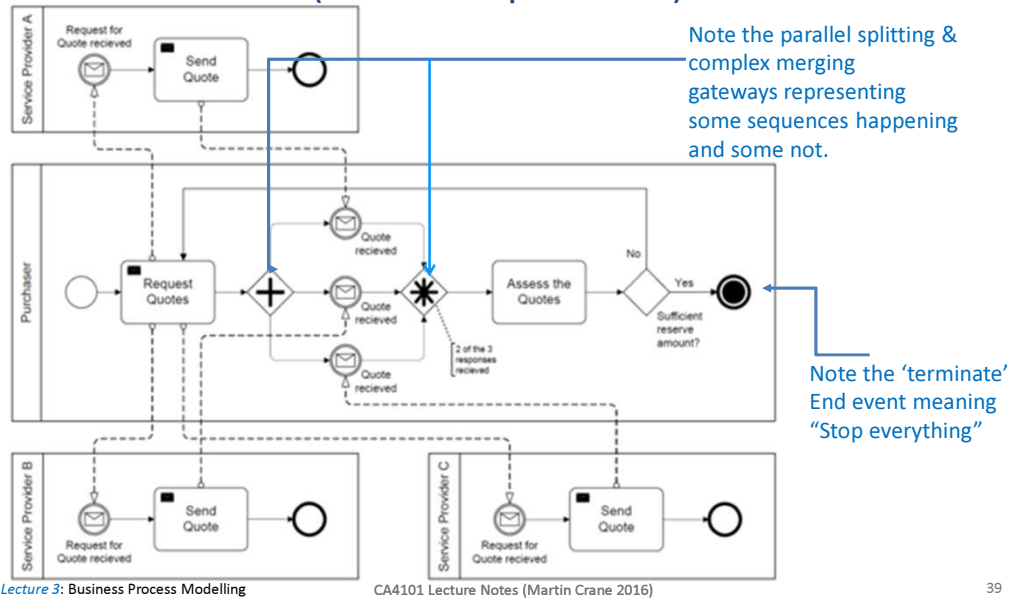 Service Provider A
Request for
Quote recieved
Send
Quote
Note the parallel splitting &
complex merging
gateways representing
some sequences happening
and some not.
Purchaser
Request
Quotes
Quote
recieved
Quote
recieved
Quote
recieved
2 of the 3
responses
recieved
Assess the
Quotes
No
Yes
Sufficient
reserve
amount?
Note the ‘terminate’
End event meaning
“Stop everything”
Service Provider B
Request for
Quote recieved
Send
Quote
Service Provider C
Request for
Quote recieved
Send
Quote
Lecture 3: Business Process Modelling
CA4101 Lecture Notes (Martin Crane 2016)
39